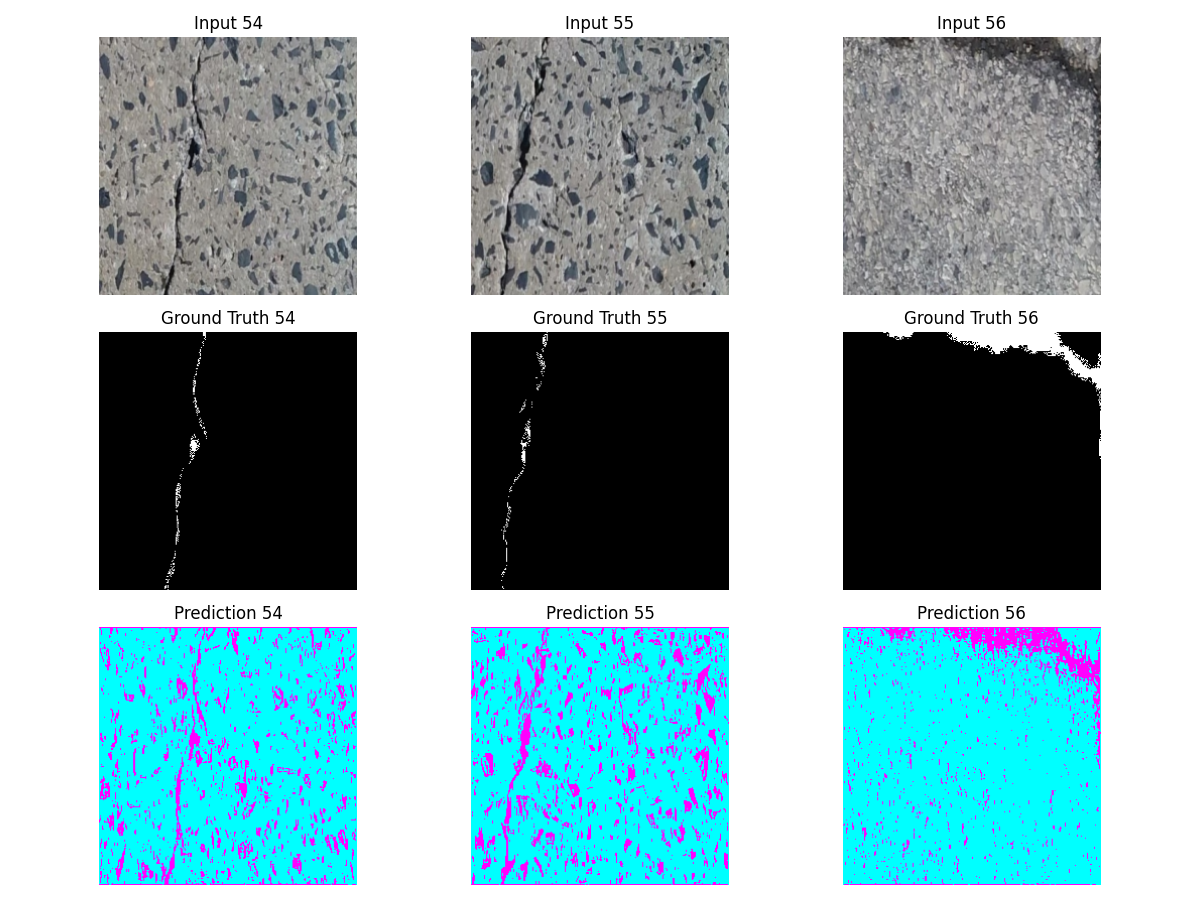 Input 54
Input 55
Input 56
Ground Truth 54
Ground Truth 55
Ground Truth 56
Prediction 54
Prediction 55
Prediction 56